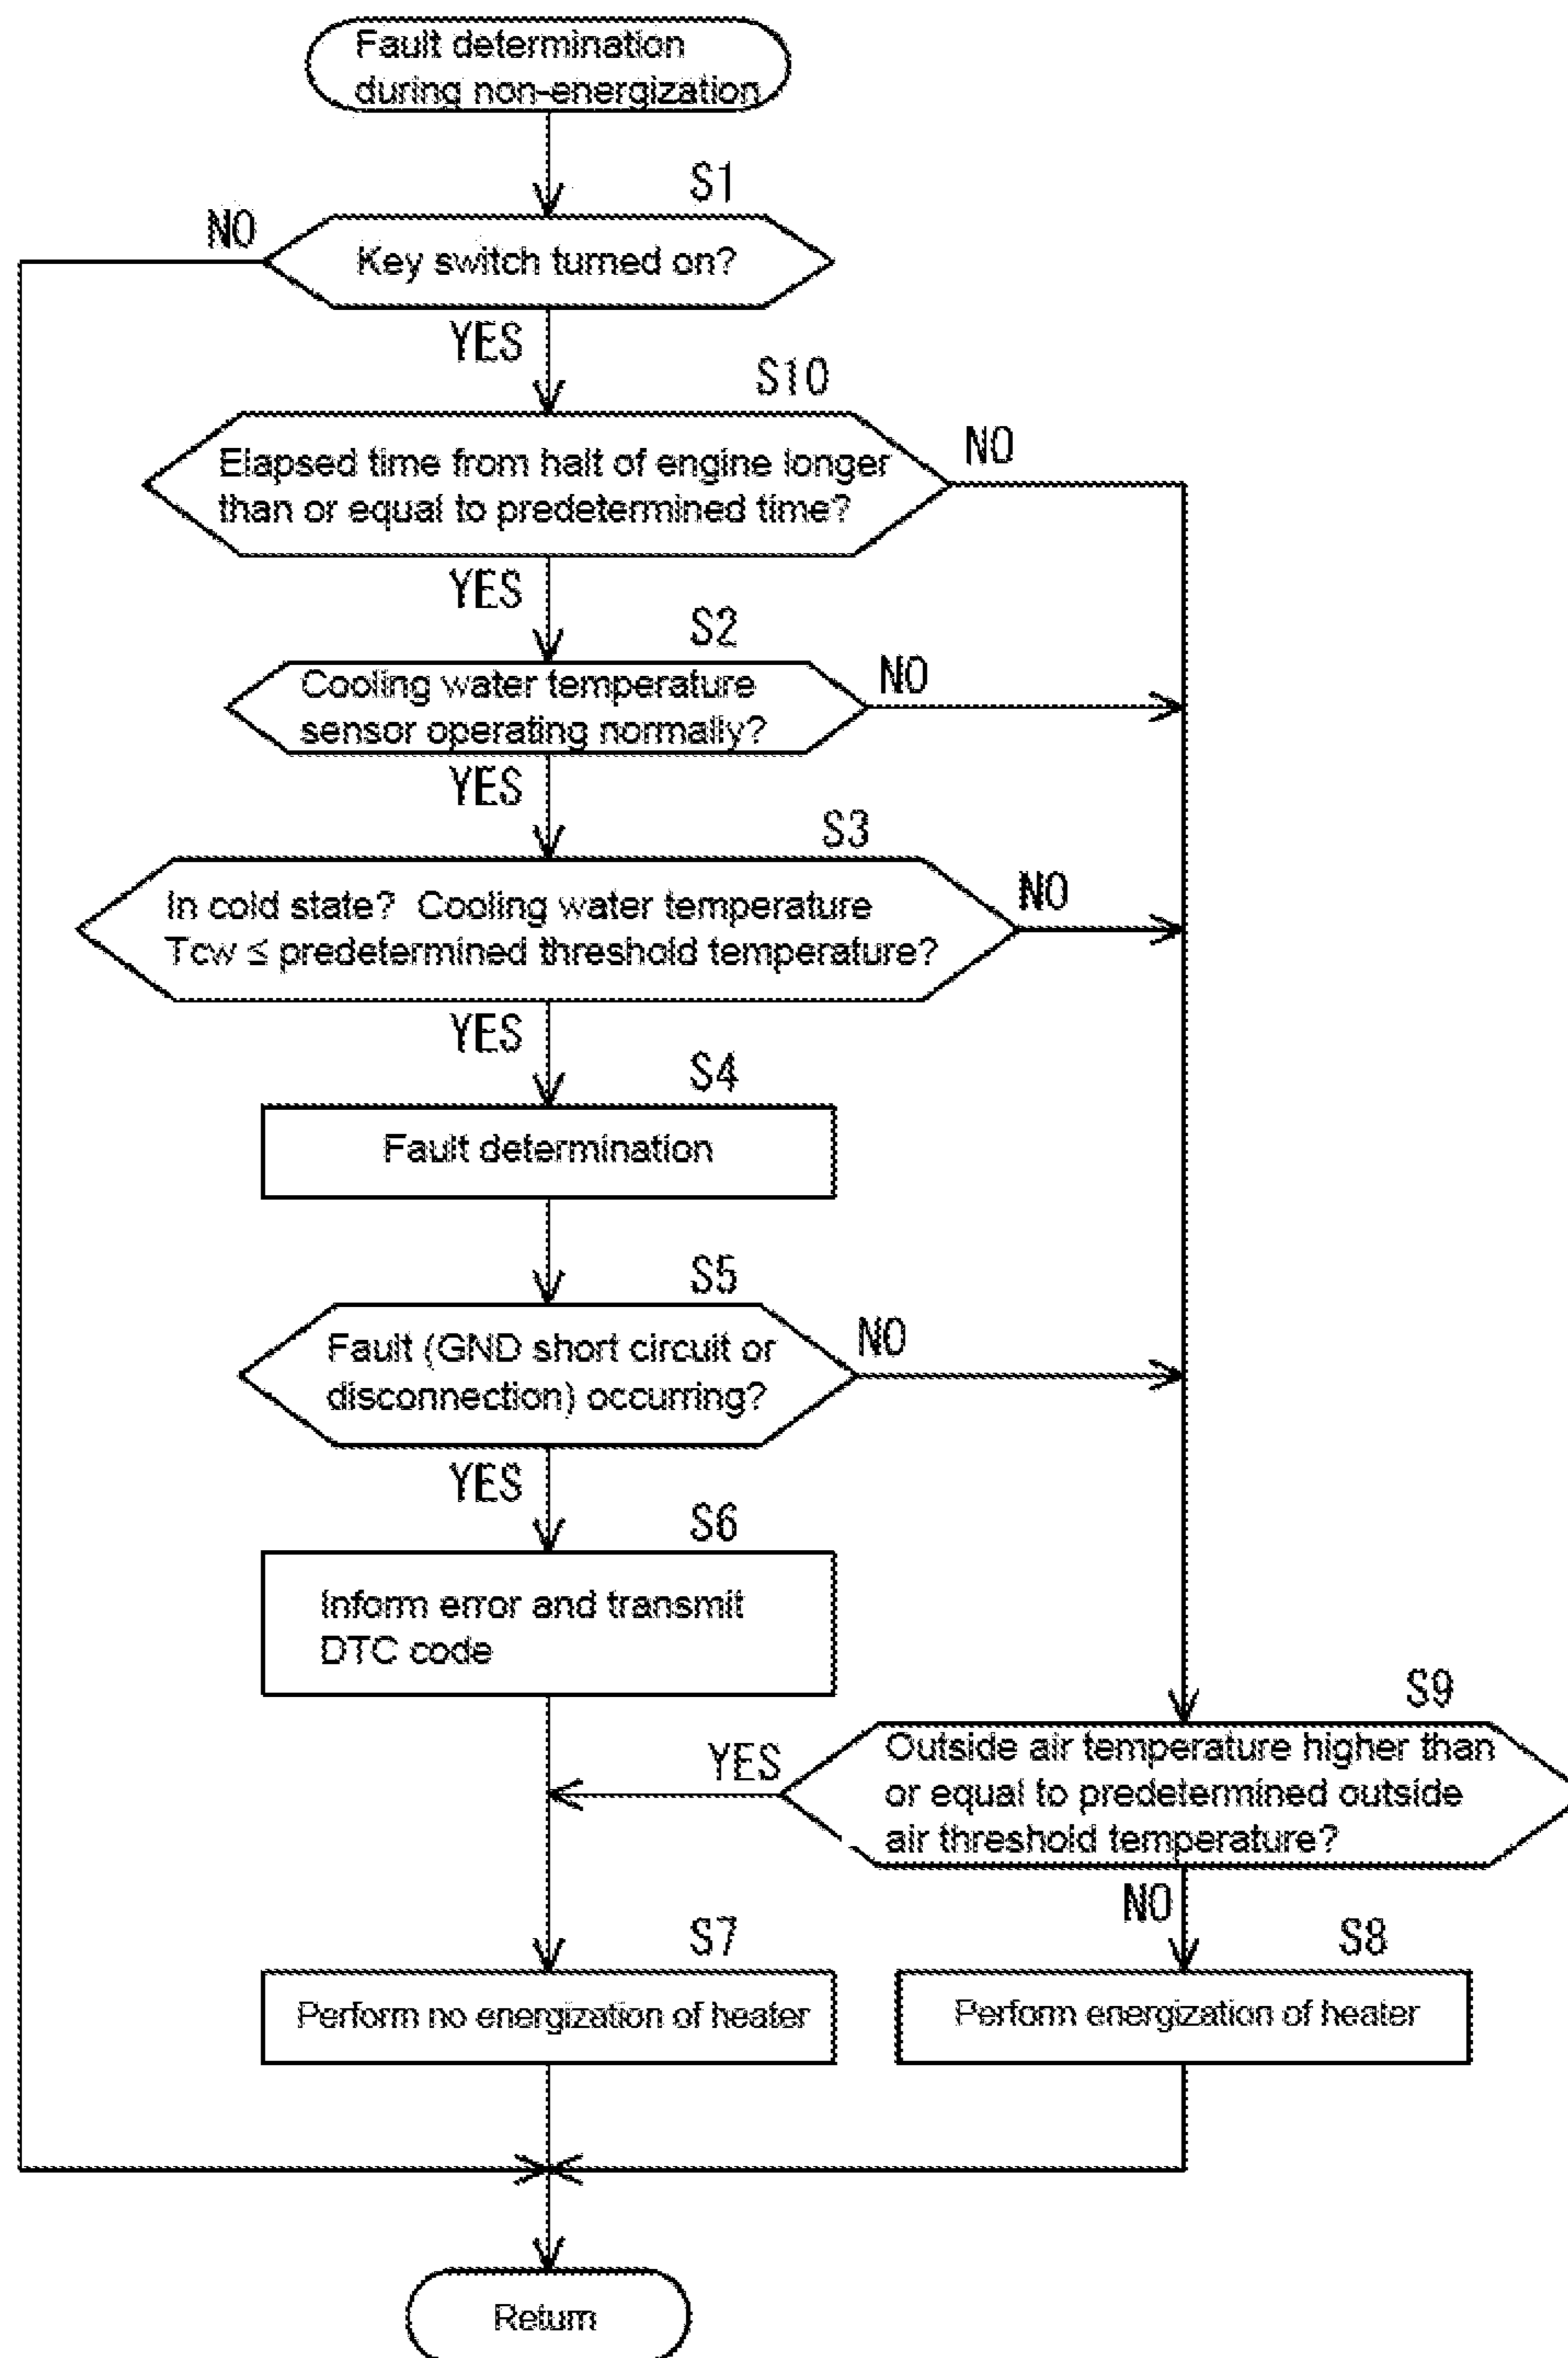 Fault determination
during non-energization
S1
NO
Key switch turned on?
YES
S10
NO
Elapsed time from halt of engine longer
than or equal to predetermined time?
YES
S2
NO
Cooling water temperature
sensor operating normally?
YES
S3
NO
In cold state? Cooling water temperature
Tcw ≤ predetermined threshold temperature?
YES
S4
Fault determination
S5
NO
Fault (GND short circuit or
disconnection) occurring?
YES
S6
Inform error and transmit
DTC code
S9
YES
Outside air temperature higher than
or equal to predetermined outside
air threshold temperature?
NO
S7
S8
Perform no energization of heater
Perform energization of heater
Return